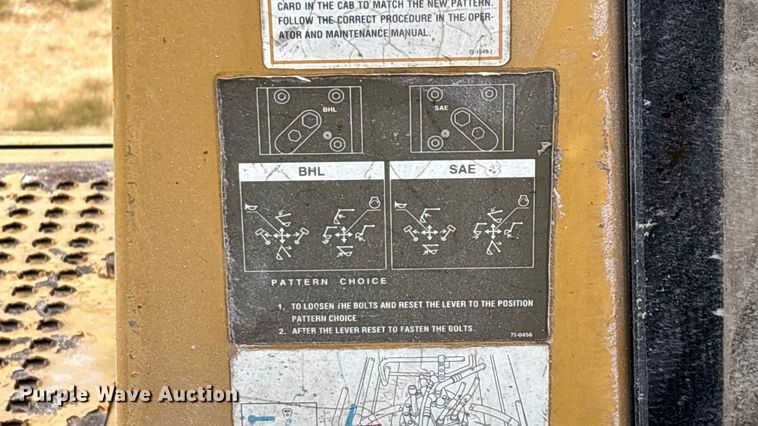 CARD IN THE CAB TO MATCH THE NEW PATTERN.
FOLLOW THE CORRECT PROCEDURE IN THE OPER-
ATOR AND MAINTENANCE MANUAL.
BHL
SAE
BHL
SAE
PATTERN CHOICE
1. TO LOOSEN THE BOLTS AND RESET THE LEVER TO THE POSITION
PATTERN CHOICE
2. AFTER THE LEVER RESET TO FASTEN THE BOLTS.
7I-0456
Purple Wave Auction